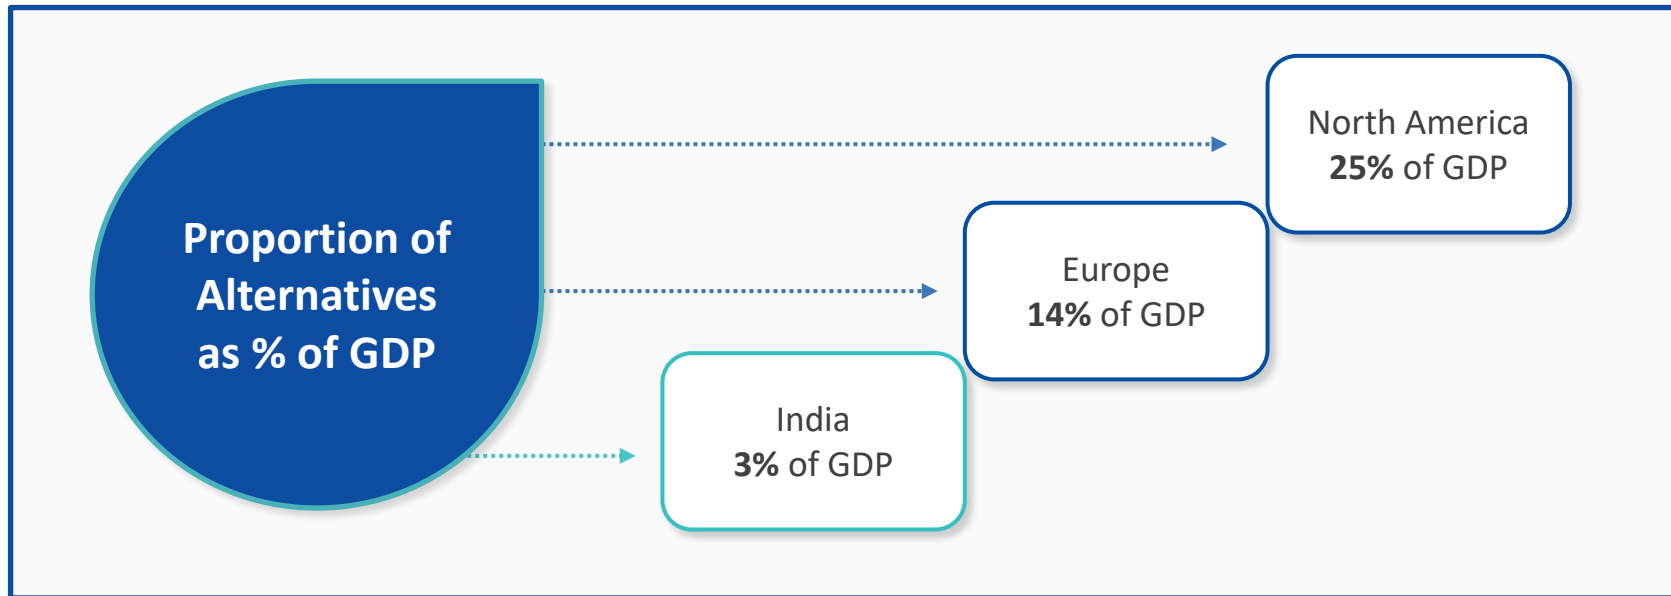 Proportion of
Alternatives
as % of GDP
North America
25% of GDP
Europe
14% of GDP
India
3% of GDP